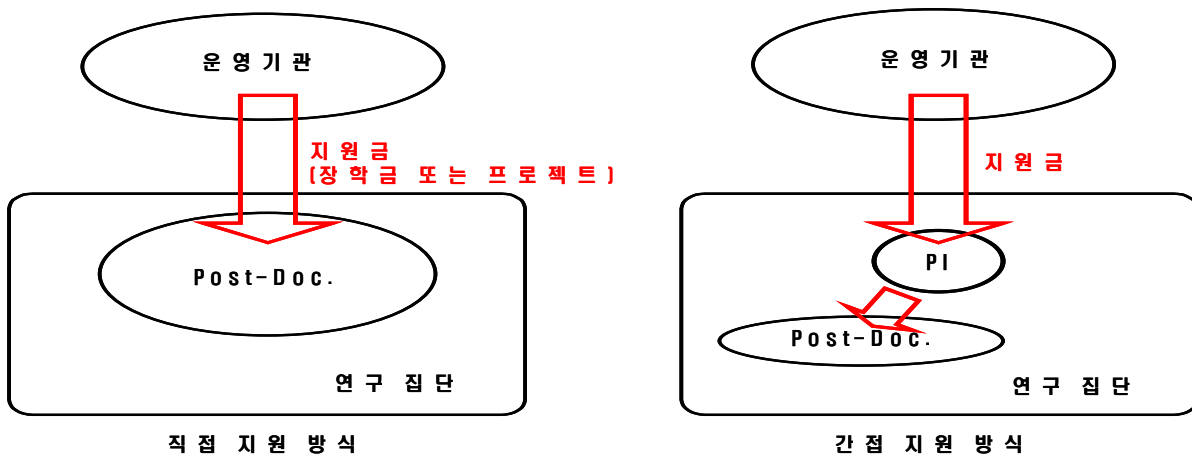 운영기관
지원금
(장학금 또는 프로젝트)
Post-Doc.
연구 집단
직접 지원 방식
운영기관
지원금
PI
Post-Doc.
연구 집단
간접 지원 방식